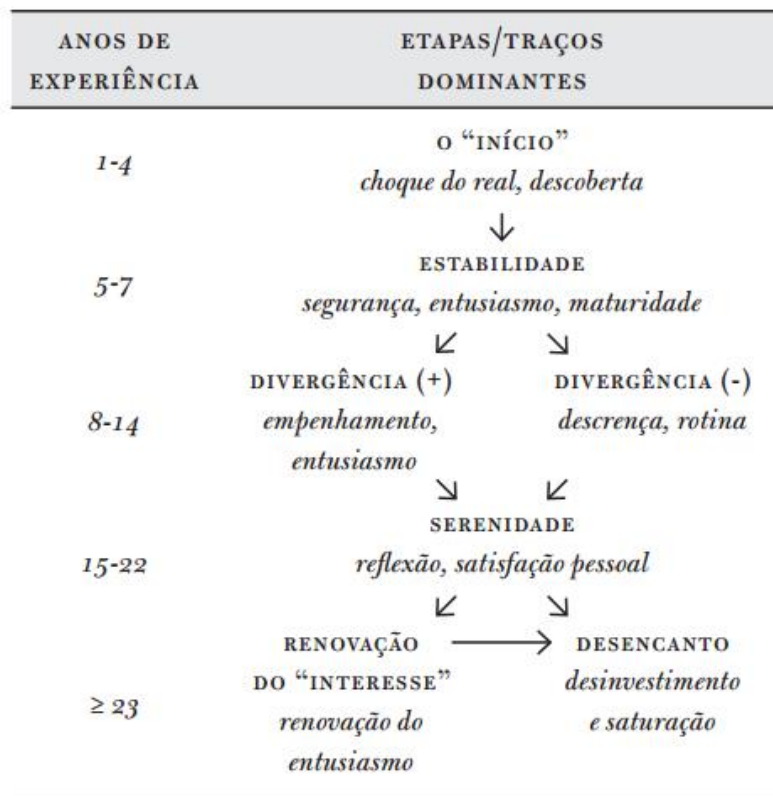 ANOS DE EXPERIÊNCIA
ETAPAS/TRAÇOS DOMINANTES
1-4
O “INÍCIO”
choque do real, descoberta
↓
5-7
ESTABILIDADE
segurança, entusiasmo, maturidade
↙ ↘
8-14
DIVERGÊNCIA (+)
empenhamento,
entusiasmo
DIVERGÊNCIA (-)
descrença, rotina
↘ ↙
15-22
SERENIDADE
reflexão, satisfação pessoal
↙ ↘
≥ 23
RENOVAÇÃO
DO “INTERESSE”
renovação do
entusiasmo
→
DESENCANTO
desinvestimento
e saturação